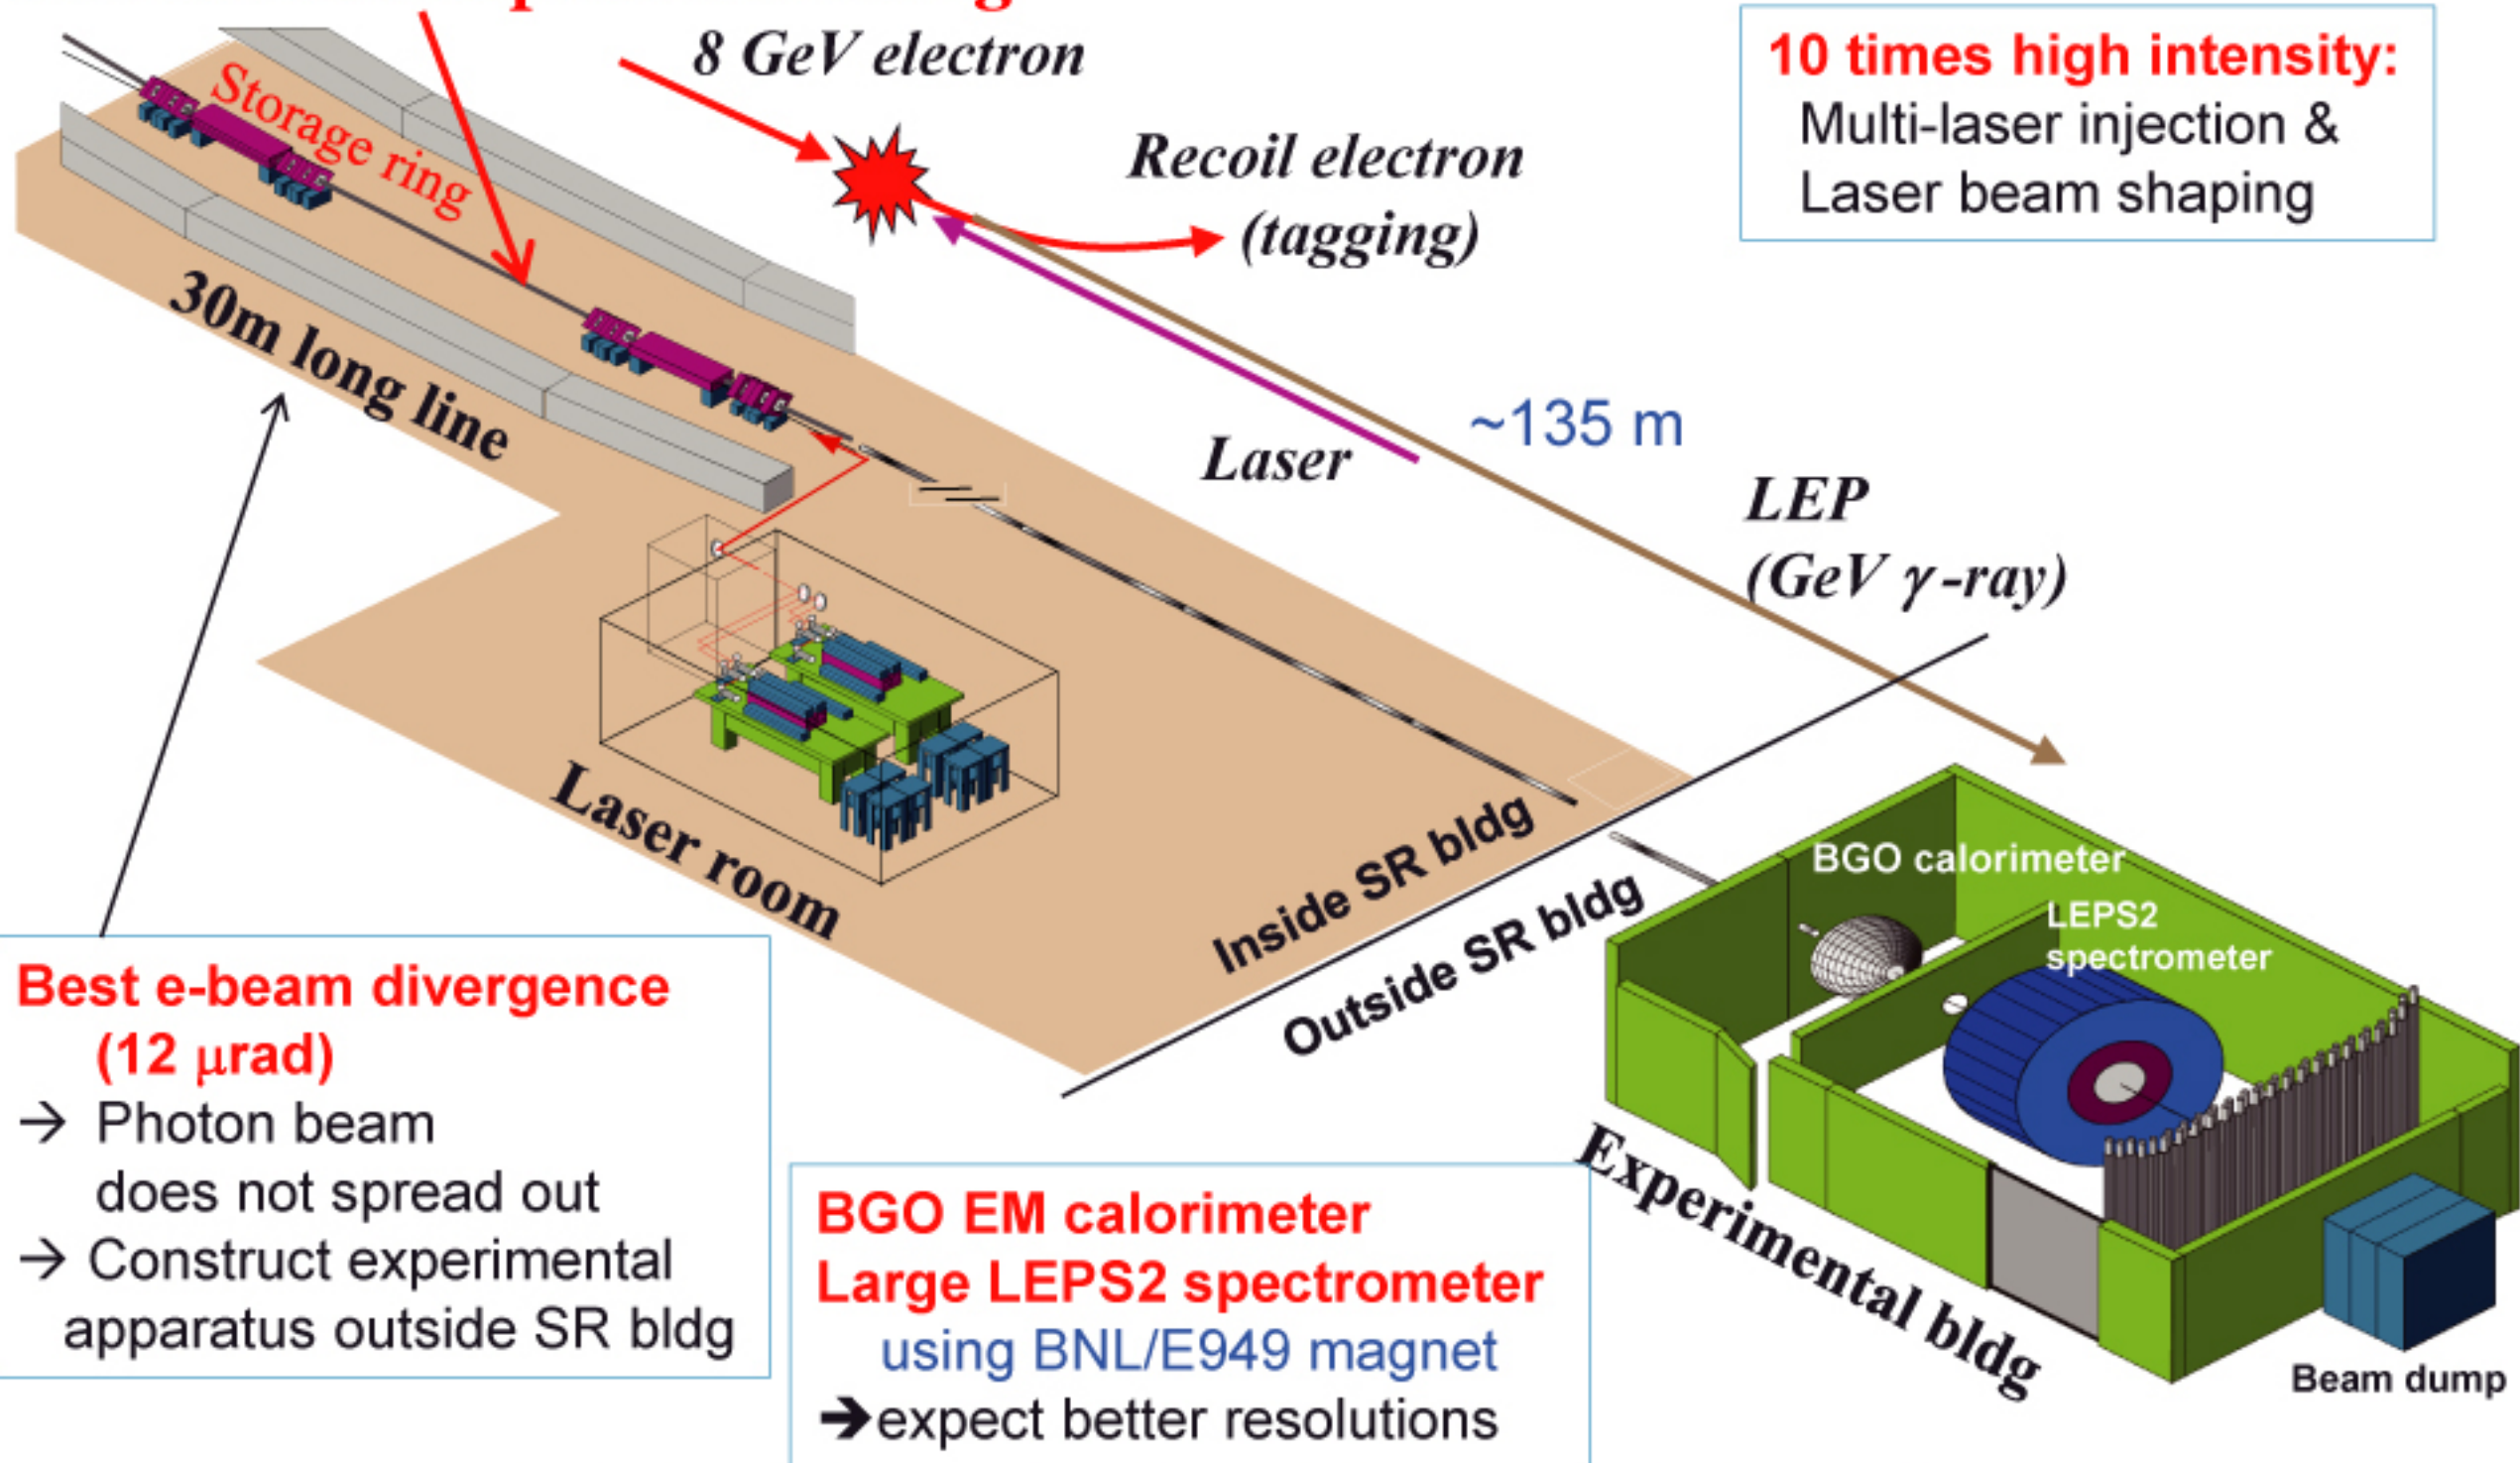 8 GeV electron
10 times high intensity:
Multi-laser injection &
Laser beam shaping
Storage ring
Recoil electron
(tagging)
30m long line
~135 m
Laser
LEP
(GeV γ-ray)
Laser room
Inside SR bldg
Outside SR bldg
BGO calorimeter
LEPS2
spectrometer
Best e-beam divergence
(12 μrad)
→ Photon beam
does not spread out
→ Construct experimental
apparatus outside SR bldg
BGO EM calorimeter
Large LEPS2 spectrometer
using BNL/E949 magnet
➔expect better resolutions
Experimental bldg
Beam dump